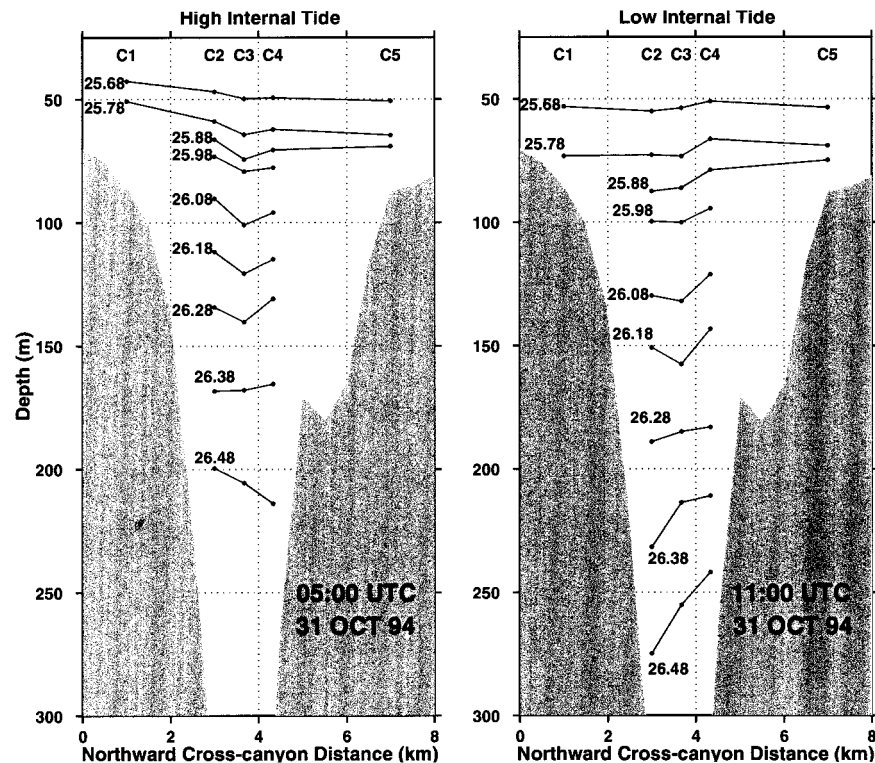 High Internal Tide
C1 C2 C3 C4 C5
25.68
50
25.78
25.88
25.98
26.08
100
26.18
26.28
150
26.38
26.48
200
250
300
Depth (m)
05:00 UTC
31 OCT 94
0 2 4 6 8
Northward Cross-canyon Distance (km)
Low Internal Tide
C1 C2 C3 C4 C5
25.68
50
25.78
25.88
25.98
100
26.08
26.18
150
26.28
200
26.38
26.48
250
300
11:00 UTC
31 OCT 94
0 2 4 6 8
Northward Cross-canyon Distance (km)